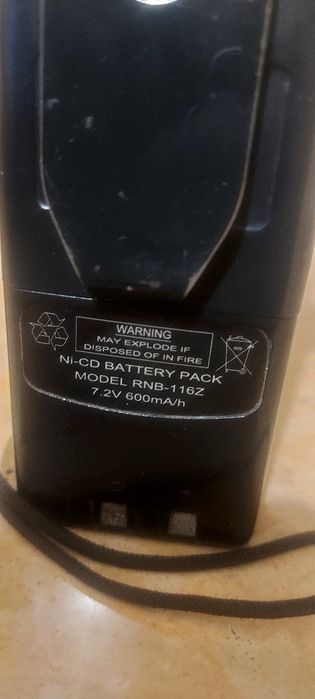 WARNING
MAY EXPLODE IF
DISPOSED OF IN FIRE
Ni-CD BATTERY PACK
MODEL RNB-116Z
7.2V 600mA/h